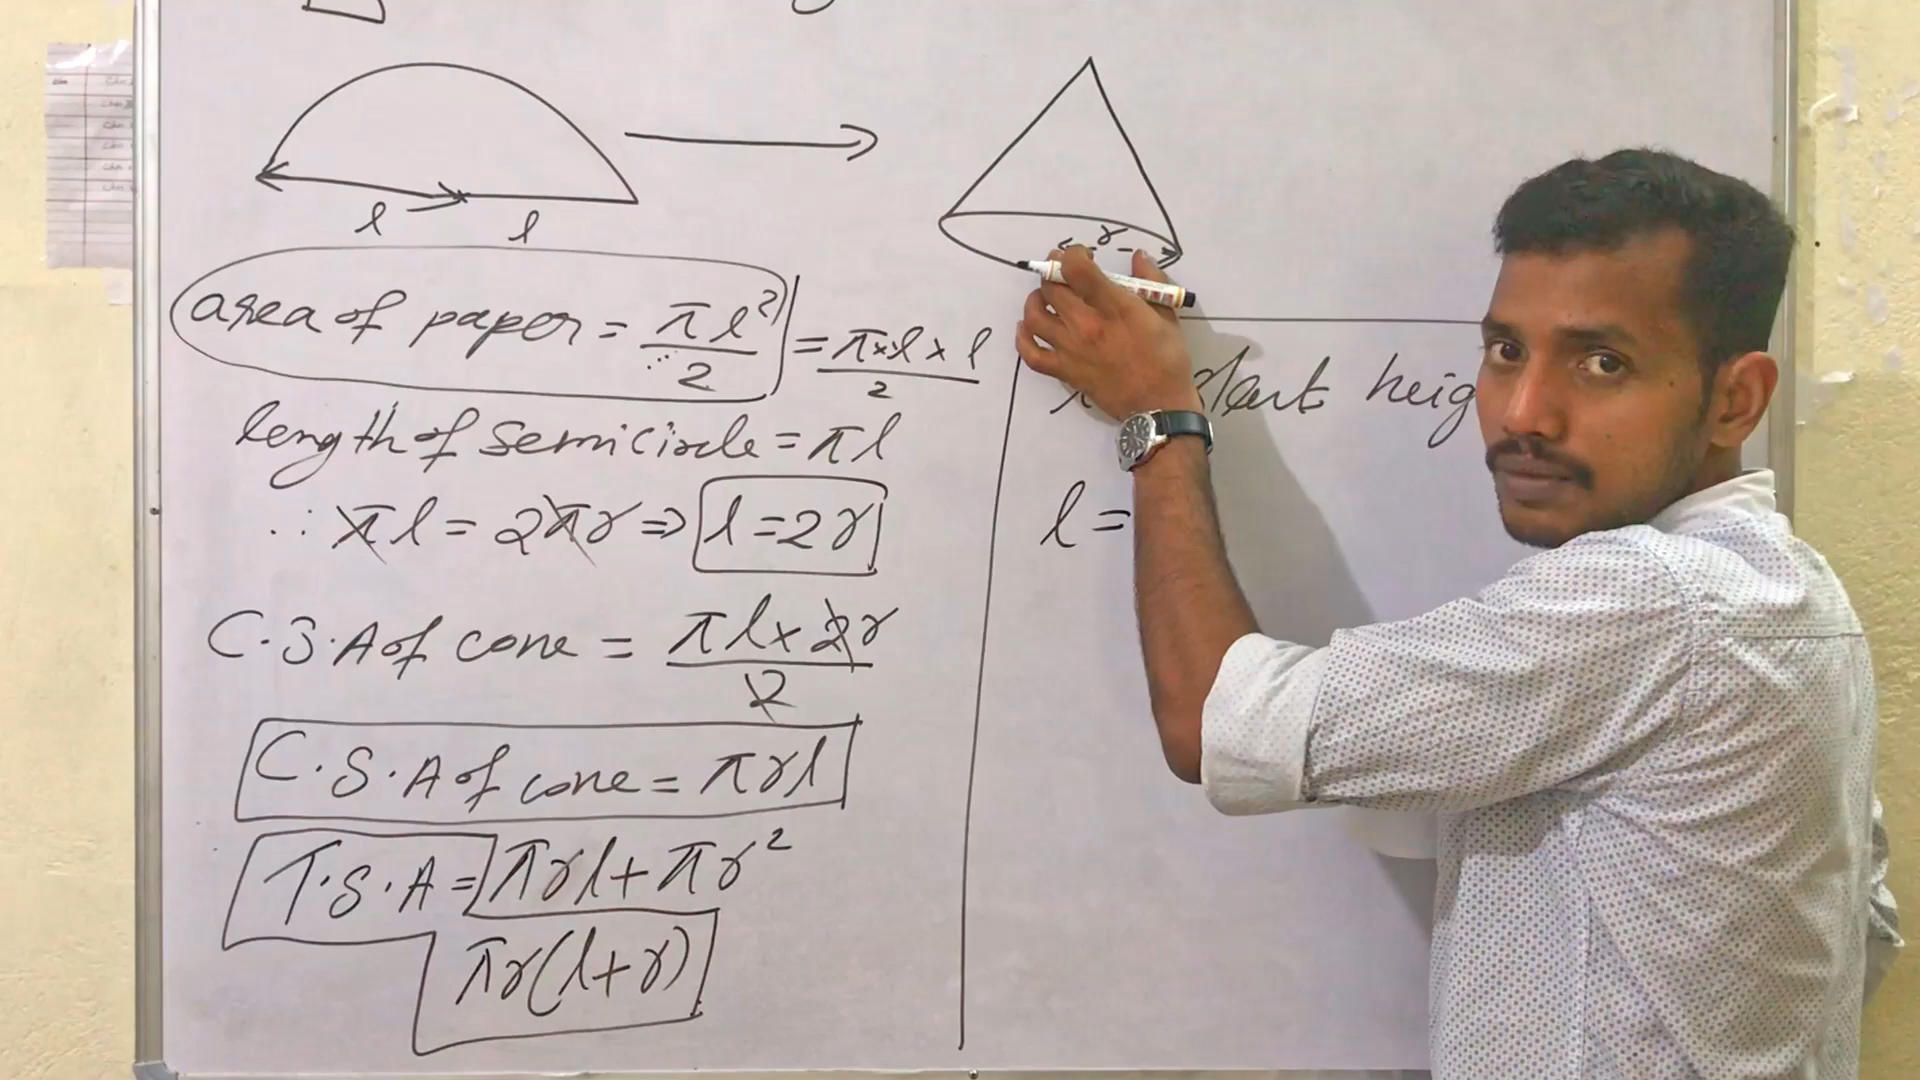 l l
r
area of paper = πl²/2 = π×l×l/2
length of semicircle = πl
∴ πl = 2πr ⇒ l = 2r
C.S.A of cone = πl×2r/2
C.S.A of cone = πrl
T.S.A = πrl + πr²
πr(l+r)
slant heig
l =